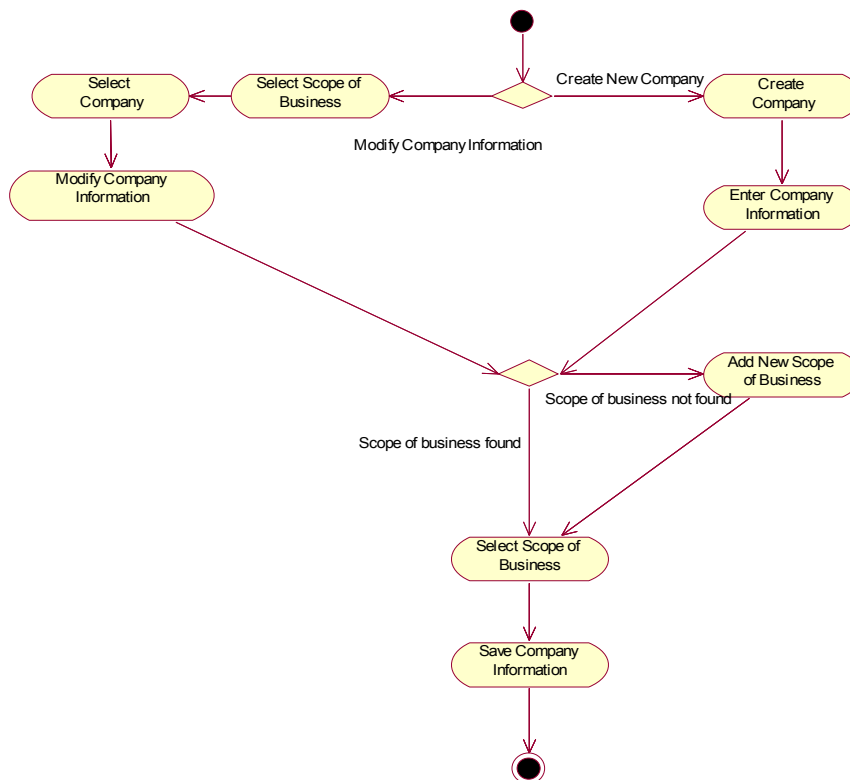 Create New Company
Select
Company
Select Scope of
Business
Create
Company
Modify Company Information
Modify Company
Information
Enter Company
Information
Add New Scope
of Business
Scope of business not found
Scope of business found
Select Scope of
Business
Save Company
Information